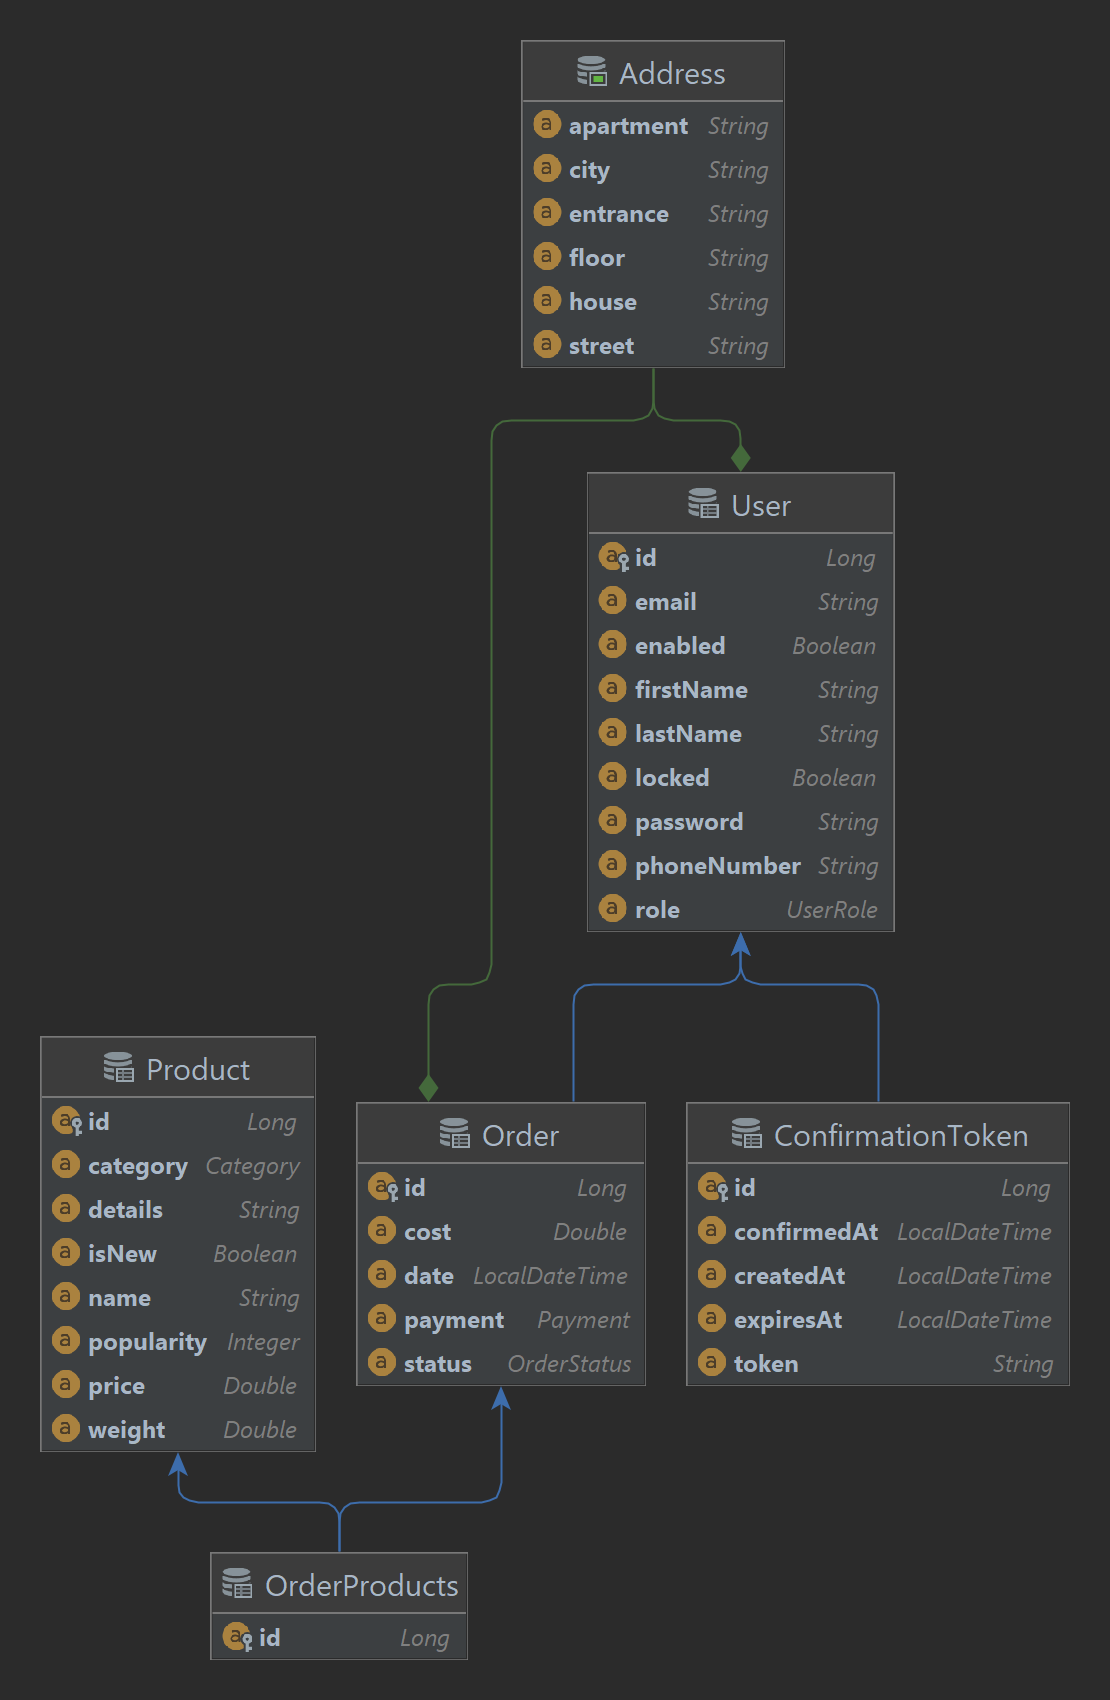 Address
apartment String
city String
entrance String
floor String
house String
street String
User
id Long
email String
enabled Boolean
firstName String
lastName String
locked Boolean
password String
phoneNumber String
role UserRole
Product
id Long
category Category
details String
isNew Boolean
name String
popularity Integer
price Double
weight Double
Order
id Long
cost Double
date LocalDateTime
payment Payment
status OrderStatus
ConfirmationToken
id Long
confirmedAt LocalDateTime
createdAt LocalDateTime
expiresAt LocalDateTime
token String
OrderProducts
id Long